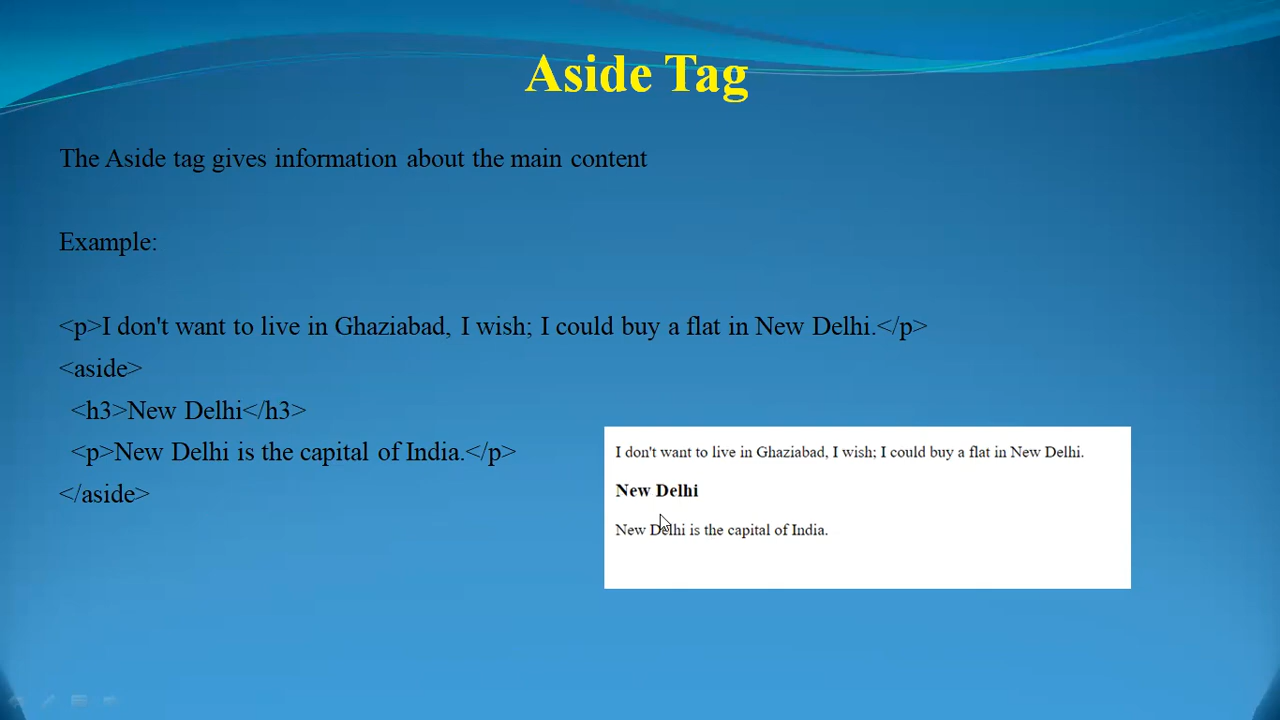 Aside Tag
The Aside tag gives information about the main content
Example:
<p>I don't want to live in Ghaziabad, I wish; I could buy a flat in New Delhi.</p>
<aside>
<h3>New Delhi</h3>
<p>New Delhi is the capital of India.</p>
</aside>
I don't want to live in Ghaziabad, I wish; I could buy a flat in New Delhi.
New Delhi
New Delhi is the capital of India.